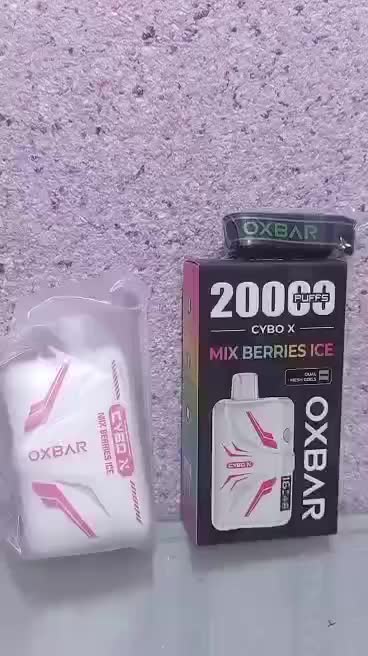 OXBAR
20000
PUFFS
CYBO X
MIX BERRIES ICE
DUAL
MESH COILS
OXBAR
CYBO X
OXBAR
CYBO X
MIX BERRIES ICE